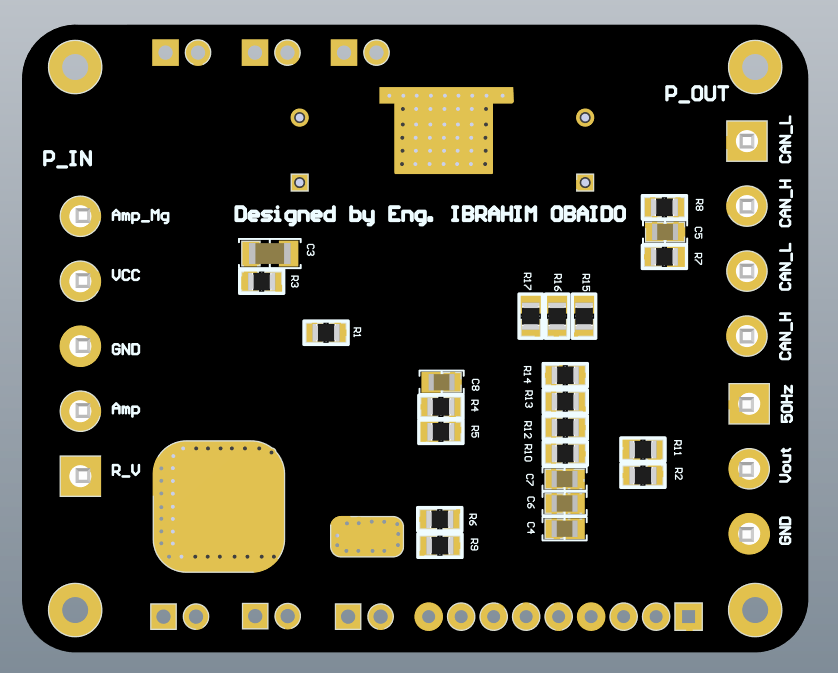 P_OUT
CAN_L
P_IN
CAN_H
R8
Amp_Mg
Designed by Eng. IBRAHIM OBAIDO
C5
C3
R7
VCC
R3
CAN_L
R17
R16
R15
R1
GND
CAN_H
R14
C8
R13
R4
Amp
50Hz
R12
R5
R10
R11
R_V
C7
R2
Vout
C6
R6
C4
R9
GND